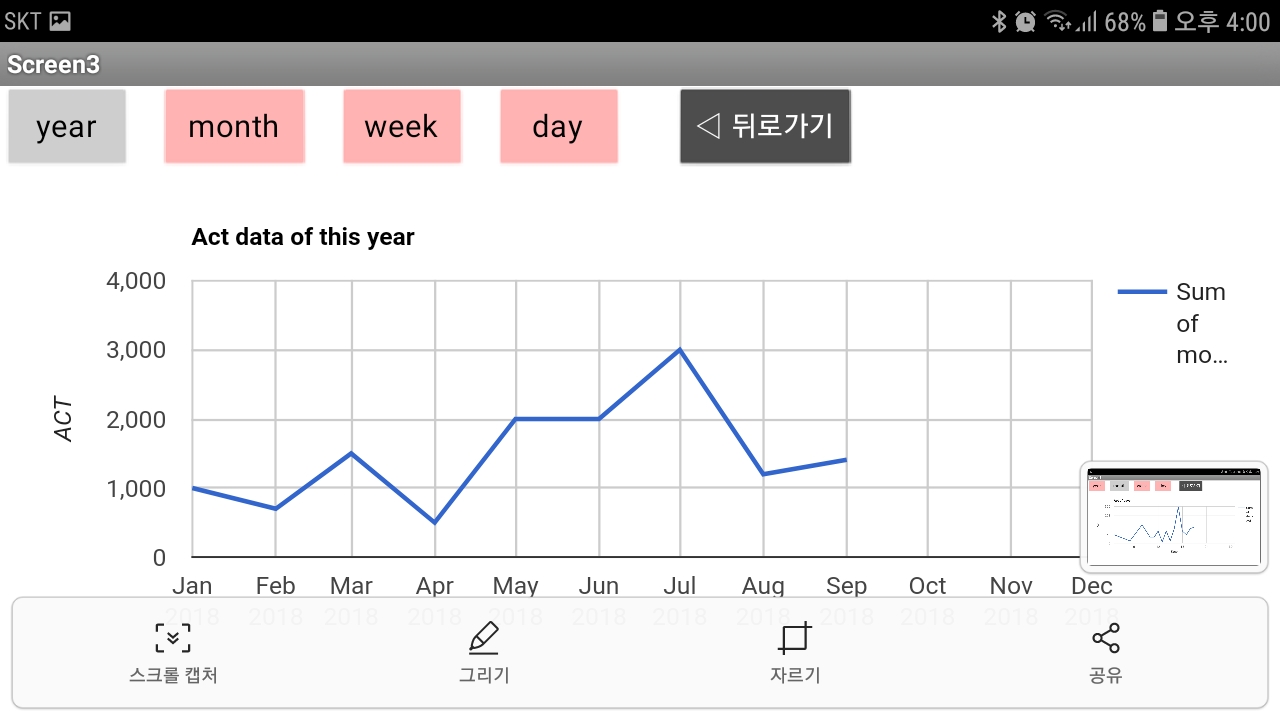 SKT 68% 오후 4:00
Screen3
year month week day ◁ 뒤로가기
Act data of this year
4,000
3,000
2,000
1,000
0
ACT
Sum
of
mo...
Jan Feb Mar Apr May Jun Jul Aug Sep Oct Nov Dec
2018 2018 2018 2018 2018 2018 2018 2018 2018 2018 2018 2018
스크롤 캡처 그리기 자르기 공유